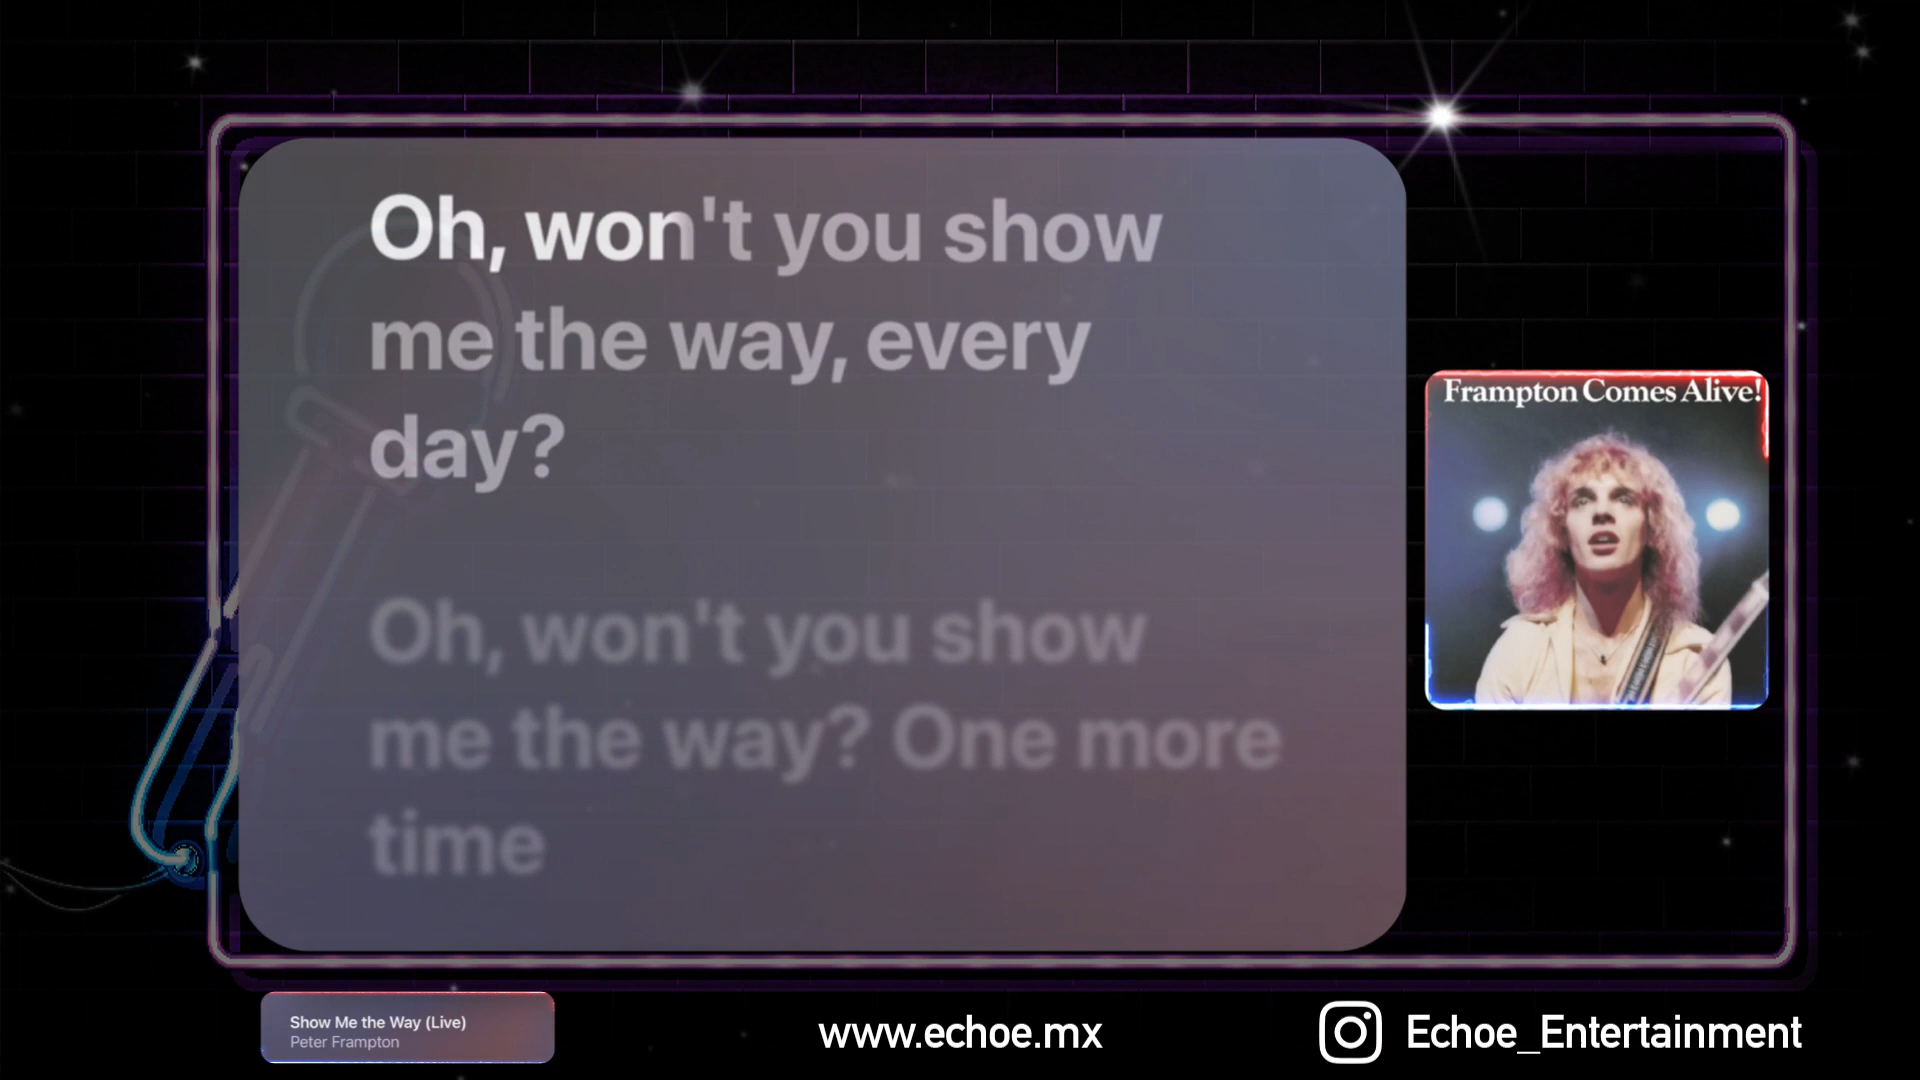 Oh, won't you show
me the way, every
day?
Oh, won't you show
me the way? One more
time
Frampton Comes Alive!
Show Me the Way (Live)
Peter Frampton
www.echoe.mx
Echoe_Entertainment